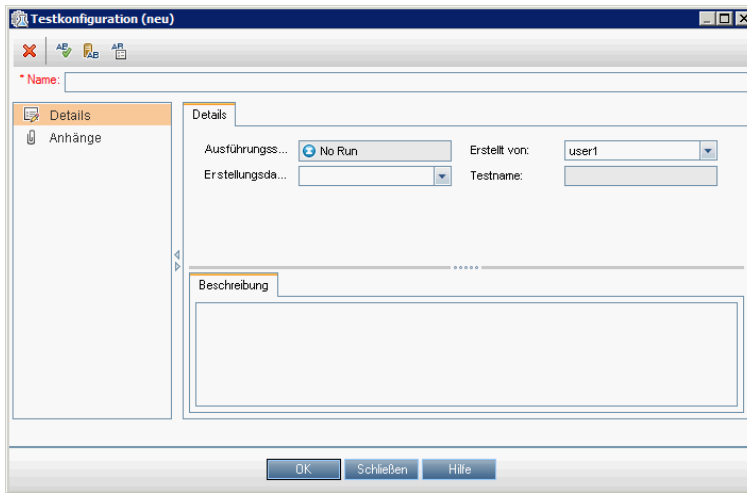 Testkonfiguration (neu)
* Name:
Details
Anhänge
Details
Ausführungss... No Run Erstellt von: user1
Erstellungsda... Testname:
Beschreibung
OK Schließen Hilfe